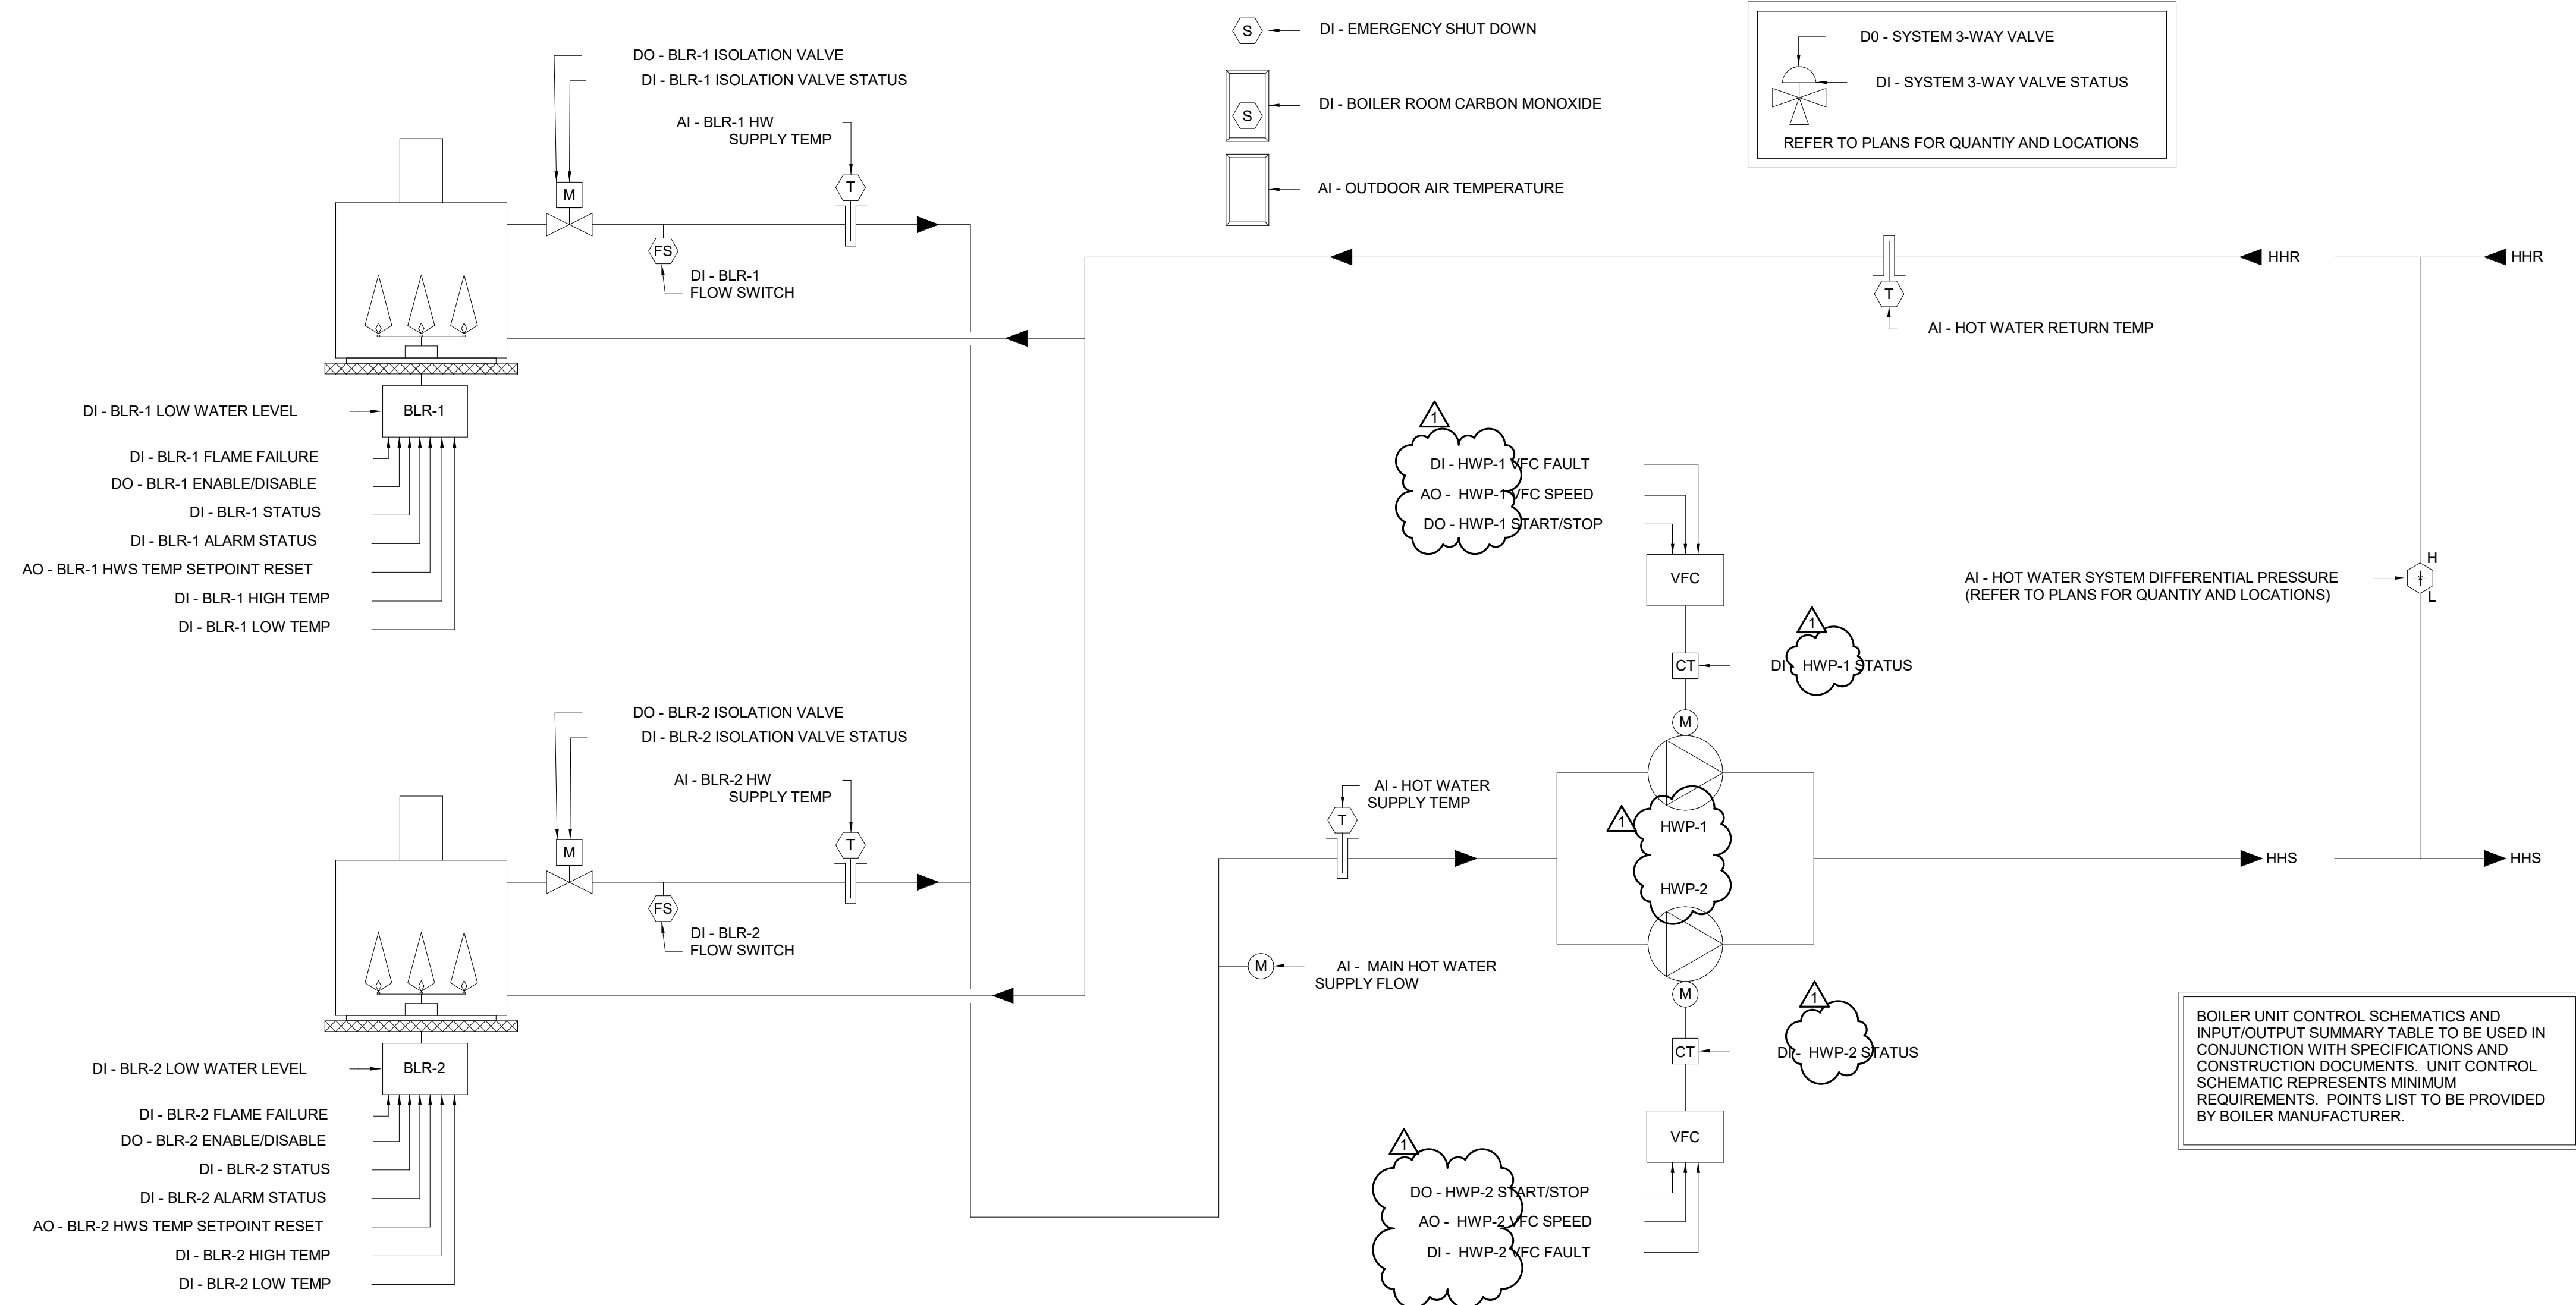 DO - BLR-1 ISOLATION VALVE
DI - BLR-1 ISOLATION VALVE STATUS
AI - BLR-1 HW
SUPPLY TEMP
M
T
FS
DI - BLR-1
FLOW SWITCH
DI - BLR-1 LOW WATER LEVEL
BLR-1
DI - BLR-1 FLAME FAILURE
DO - BLR-1 ENABLE/DISABLE
DI - BLR-1 STATUS
DI - BLR-1 ALARM STATUS
AO - BLR-1 HWS TEMP SETPOINT RESET
DI - BLR-1 HIGH TEMP
DI - BLR-1 LOW TEMP
DO - BLR-2 ISOLATION VALVE
DI - BLR-2 ISOLATION VALVE STATUS
AI - BLR-2 HW
SUPPLY TEMP
M
T
FS
DI - BLR-2
FLOW SWITCH
DI - BLR-2 LOW WATER LEVEL
BLR-2
DI - BLR-2 FLAME FAILURE
DO - BLR-2 ENABLE/DISABLE
DI - BLR-2 STATUS
DI - BLR-2 ALARM STATUS
AO - BLR-2 HWS TEMP SETPOINT RESET
DI - BLR-2 HIGH TEMP
DI - BLR-2 LOW TEMP
S
DI - EMERGENCY SHUT DOWN
S
DI - BOILER ROOM CARBON MONOXIDE
AI - OUTDOOR AIR TEMPERATURE
D0 - SYSTEM 3-WAY VALVE
DI - SYSTEM 3-WAY VALVE STATUS
REFER TO PLANS FOR QUANTIY AND LOCATIONS
HHR
HHR
T
AI - HOT WATER RETURN TEMP
1
DI - HWP-1 VFC FAULT
AO - HWP-1 VFC SPEED
DO - HWP-1 START/STOP
VFC
1
CT
DI - HWP-1 STATUS
M
H
AI - HOT WATER SYSTEM DIFFERENTIAL PRESSURE
(REFER TO PLANS FOR QUANTIY AND LOCATIONS)
L
AI - HOT WATER
SUPPLY TEMP
T
1
HWP-1
HWP-2
HHS
HHS
M
AI - MAIN HOT WATER
SUPPLY FLOW
M
1
CT
DI - HWP-2 STATUS
VFC
1
DO - HWP-2 START/STOP
AO - HWP-2 VFC SPEED
DI - HWP-2 VFC FAULT
BOILER UNIT CONTROL SCHEMATICS AND
INPUT/OUTPUT SUMMARY TABLE TO BE USED IN
CONJUNCTION WITH SPECIFICATIONS AND
CONSTRUCTION DOCUMENTS. UNIT CONTROL
SCHEMATIC REPRESENTS MINIMUM
REQUIREMENTS. POINTS LIST TO BE PROVIDED
BY BOILER MANUFACTURER.